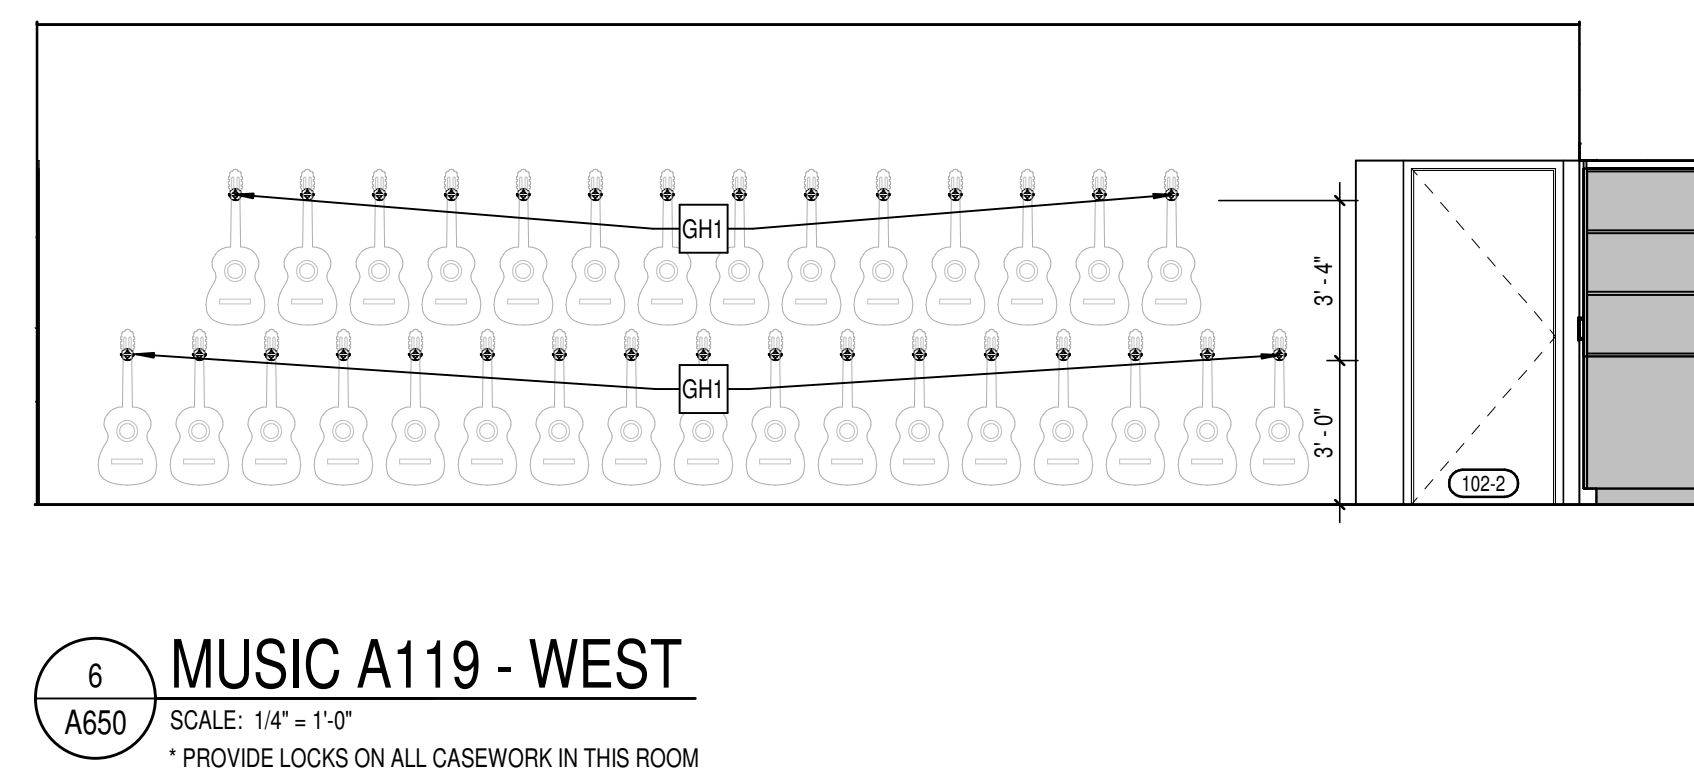 GH1
3' - 4"
GH1
3' - 0"
102-2
6
A650
MUSIC A119 - WEST
SCALE: 1/4" = 1'-0"
* PROVIDE LOCKS ON ALL CASEWORK IN THIS ROOM